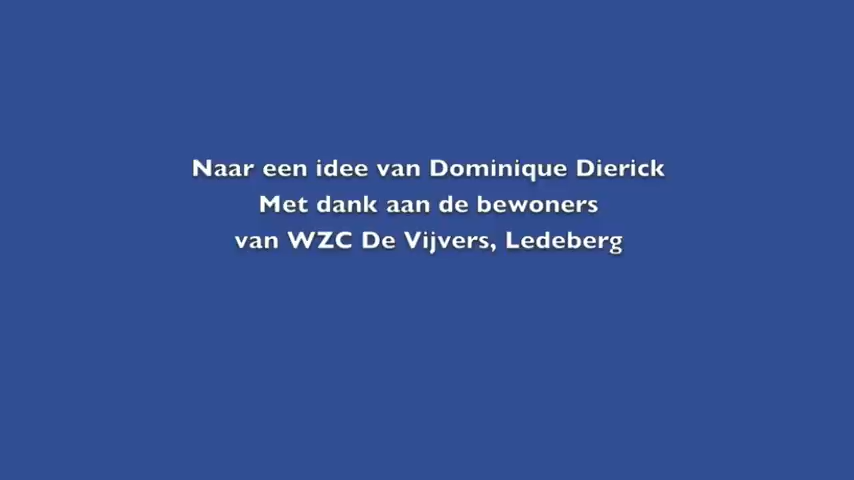 Naar een idee van Dominique Dierick
Met dank aan de bewoners
van WZC De Vijvers, Ledeberg